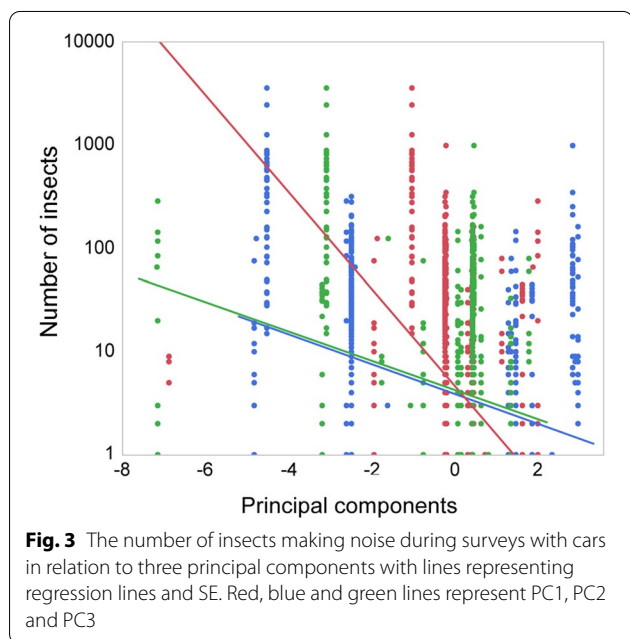 10000
1000
100
10
1
Number of insects
-8 -6 -4 -2 0 2
Principal components
Fig. 3 The number of insects making noise during surveys with cars
in relation to three principal components with lines representing
regression lines and SE. Red, blue and green lines represent PC1, PC2
and PC3